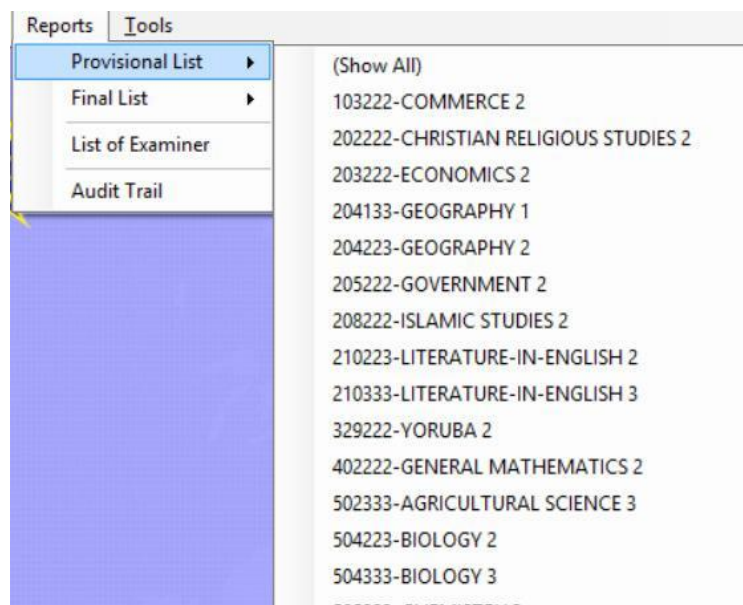 Reports Tools
Provisional List
Final List
List of Examiner
Audit Trail
(Show All)
103222-COMMERCE 2
202222-CHRISTIAN RELIGIOUS STUDIES 2
203222-ECONOMICS 2
204133-GEOGRAPHY 1
204223-GEOGRAPHY 2
205222-GOVERNMENT 2
208222-ISLAMIC STUDIES 2
210223-LITERATURE-IN-ENGLISH 2
210333-LITERATURE-IN-ENGLISH 3
329222-YORUBA 2
402222-GENERAL MATHEMATICS 2
502333-AGRICULTURAL SCIENCE 3
504223-BIOLOGY 2
504333-BIOLOGY 3